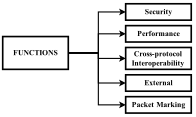 FUNCTIONS
Security
Performance
Cross-protocol
Interoperability
External
Packet Marking